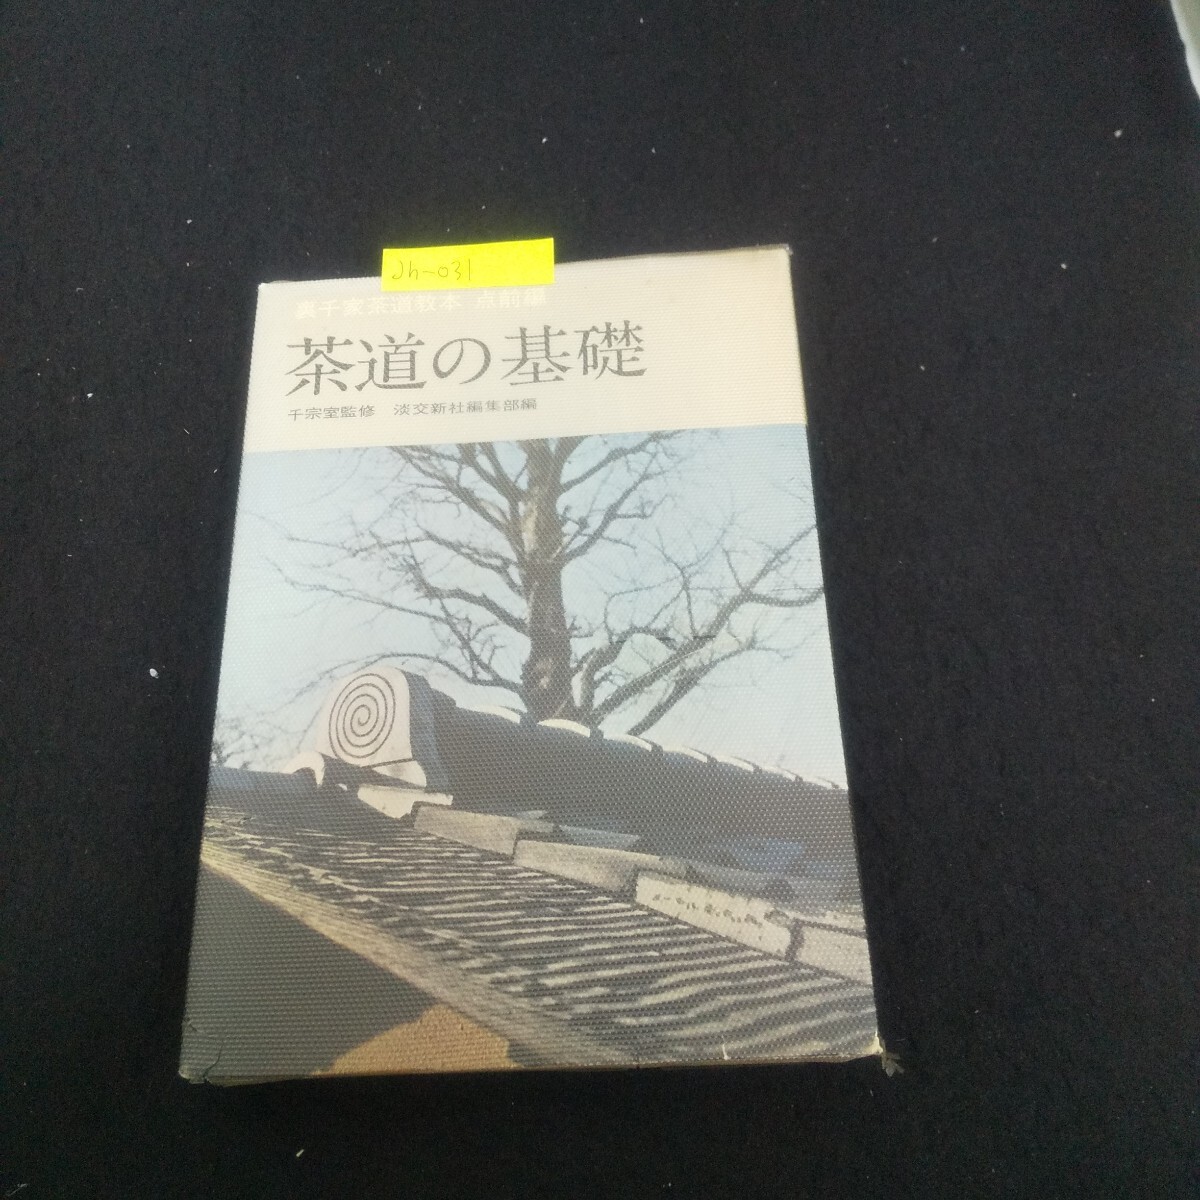 Jh~031
裏千家茶道教本 点前編
茶道の基礎
千宗室監修 淡交新社編集部編